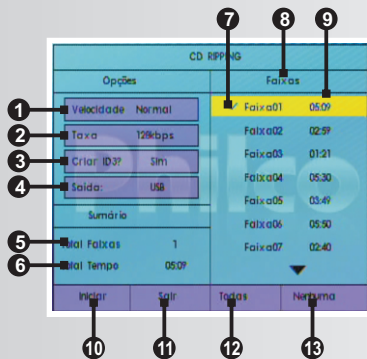 7 8 9
CD RIPPING
Opções
Faixas
1 Velocidade Normal
2 Taxa 128kbps
3 Criar ID3? Sim
4 Saída: USB
Sumário
5 Total Faixas 1
6 Total Tempo 05:09
Faixa01 05:09
Faixa02 02:59
Faixa03 01:21
Faixa04 05:30
Faixa05 03:49
Faixa06 05:50
Faixa07 02:40
Philco
Iniciar Sair Todas Nenhuma
10 11 12 13